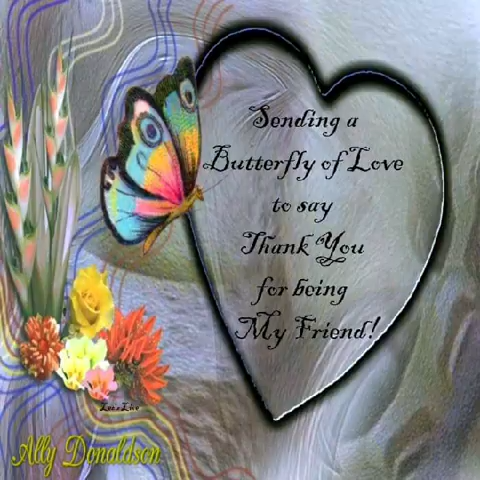 Sending a
Butterfly of Love
to say
Thank You
for being
My Friend!
Ally Donaldson